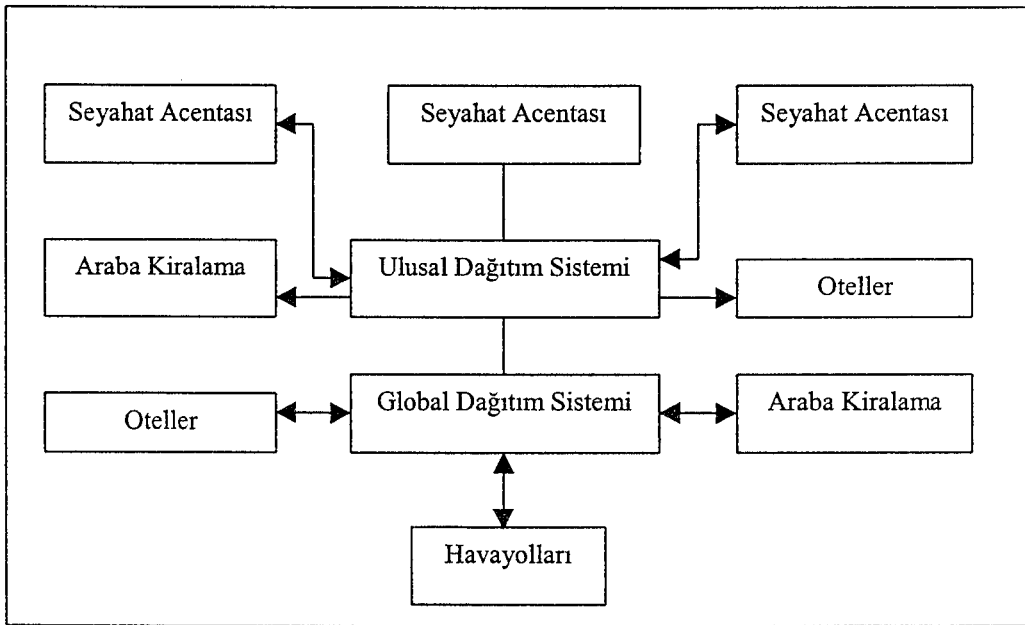 Seyahat Acentası
Seyahat Acentası
Seyahat Acentası
Araba Kiralama
Ulusal Dağıtım Sistemi
Oteller
Oteller
Global Dağıtım Sistemi
Araba Kiralama
Havayolları